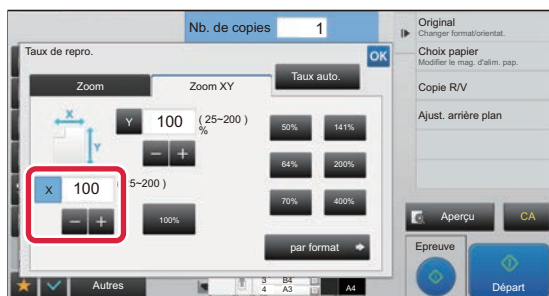 Nb. de copies 1
Taux de repro.
OK
Zoom
Zoom XY
Taux auto.
X
Y
Y 100 ( 25~200 )
%
X 100 5~200 )
100%
50% 141%
64% 200%
70% 400%
par format
Autres
3 B4
4 A3
A4
Original
Changer format/orientat.
Choix papier
Modifier le mag. d'alim. pap.
Copie R/V
Ajust. arrière plan
Aperçu
CA
Epreuve
Départ